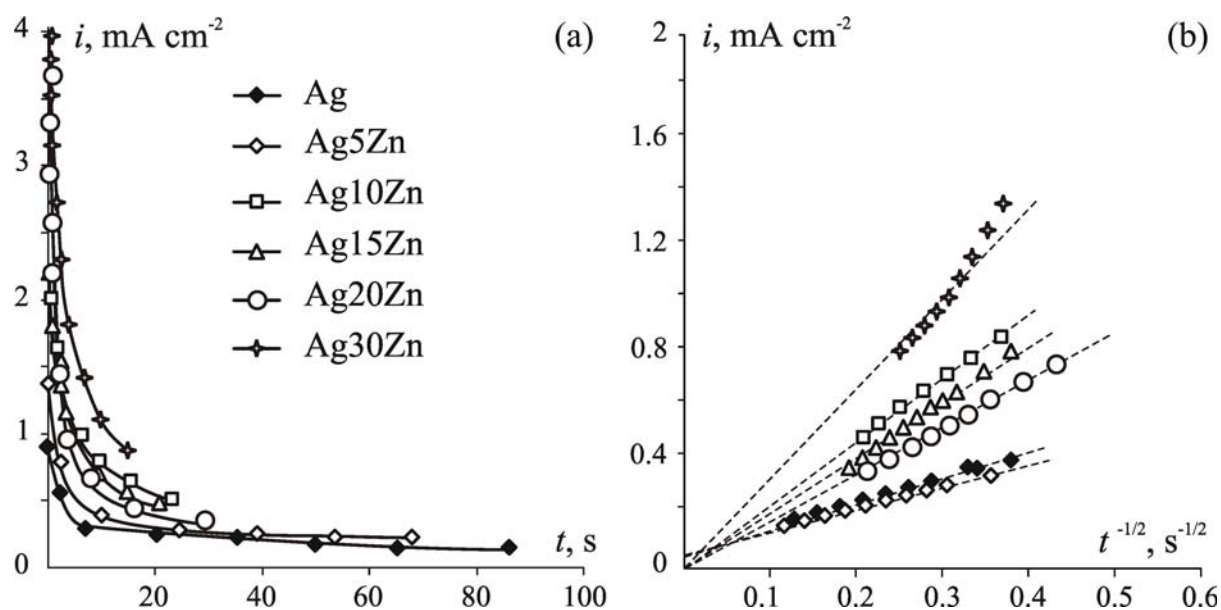 4
i, mA cm⁻²
(a)
3
2
1
0
Ag
Ag5Zn
Ag10Zn
Ag15Zn
Ag20Zn
Ag30Zn
t, s
20
40
60
80
100
2
i, mA cm⁻²
(b)
1.6
1.2
0.8
0.4
0
t ⁻¹/², s⁻¹/²
0.1
0.2
0.3
0.4
0.5
0.6